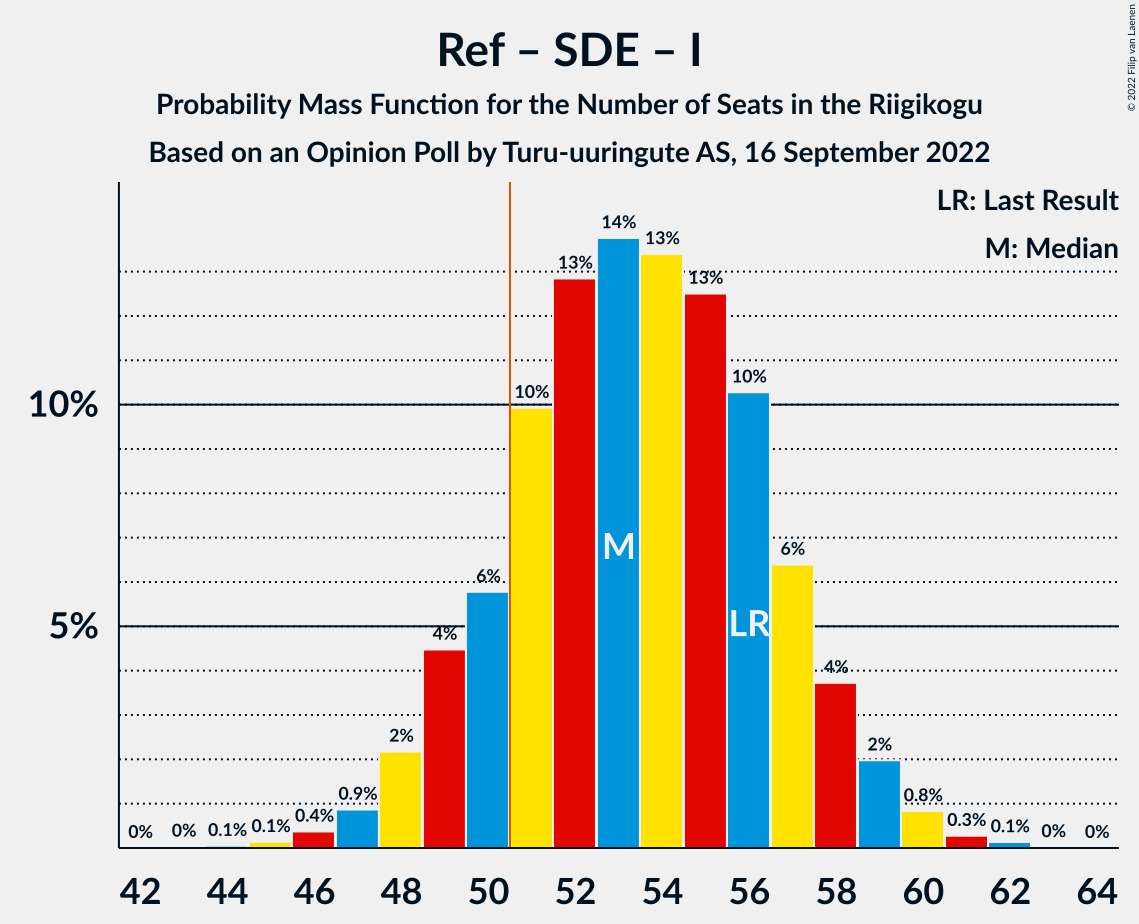 Ref – SDE – I
Probability Mass Function for the Number of Seats in the Riigikogu
Based on an Opinion Poll by Turu-uuringute AS, 16 September 2022
© 2022 Filip van Laenen
LR: Last Result
M: Median
10%
5%
0%
0%
0.1%
0.1%
0.4%
0.9%
2%
4%
6%
10%
13%
14%
13%
13%
10%
6%
4%
2%
0.8%
0.3%
0.1%
0%
0%
M
LR
42 44 46 48 50 52 54 56 58 60 62 64